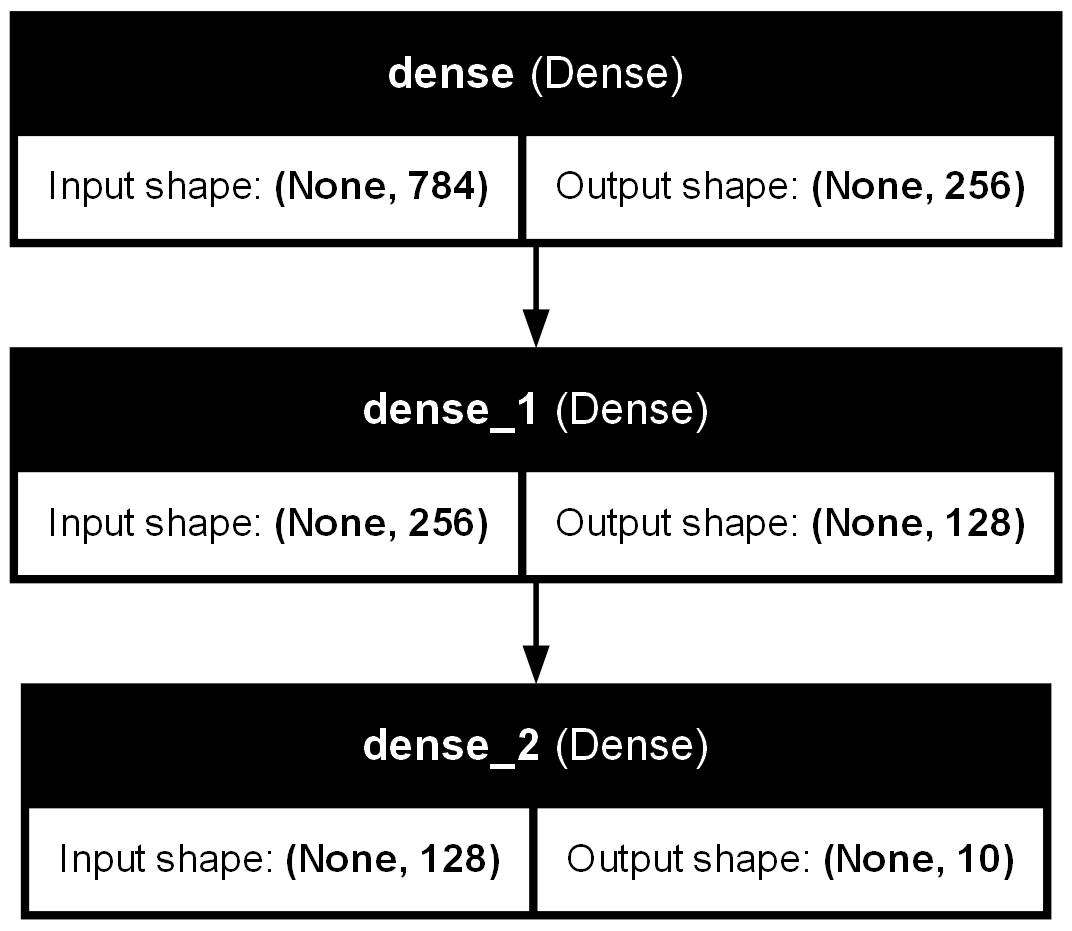 dense (Dense)
Input shape: (None, 784) Output shape: (None, 256)
dense_1 (Dense)
Input shape: (None, 256) Output shape: (None, 128)
dense_2 (Dense)
Input shape: (None, 128) Output shape: (None, 10)